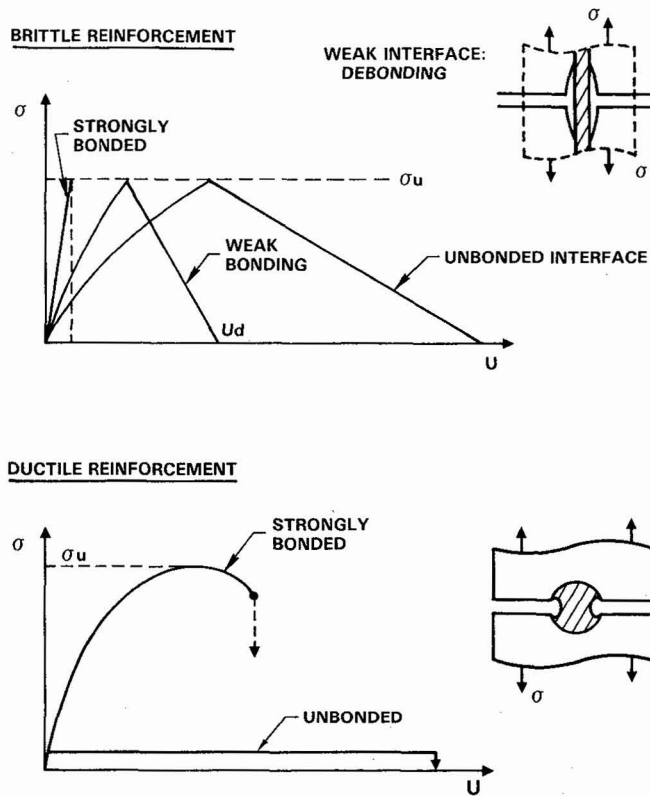 BRITTLE REINFORCEMENT
WEAK INTERFACE:
DEBONDING
σ
σ
σ
STRONGLY
BONDED
σu
WEAK
BONDING
UNBONDED INTERFACE
Ud
U
DUCTILE REINFORCEMENT
σ
σu
STRONGLY
BONDED
UNBONDED
σ
U